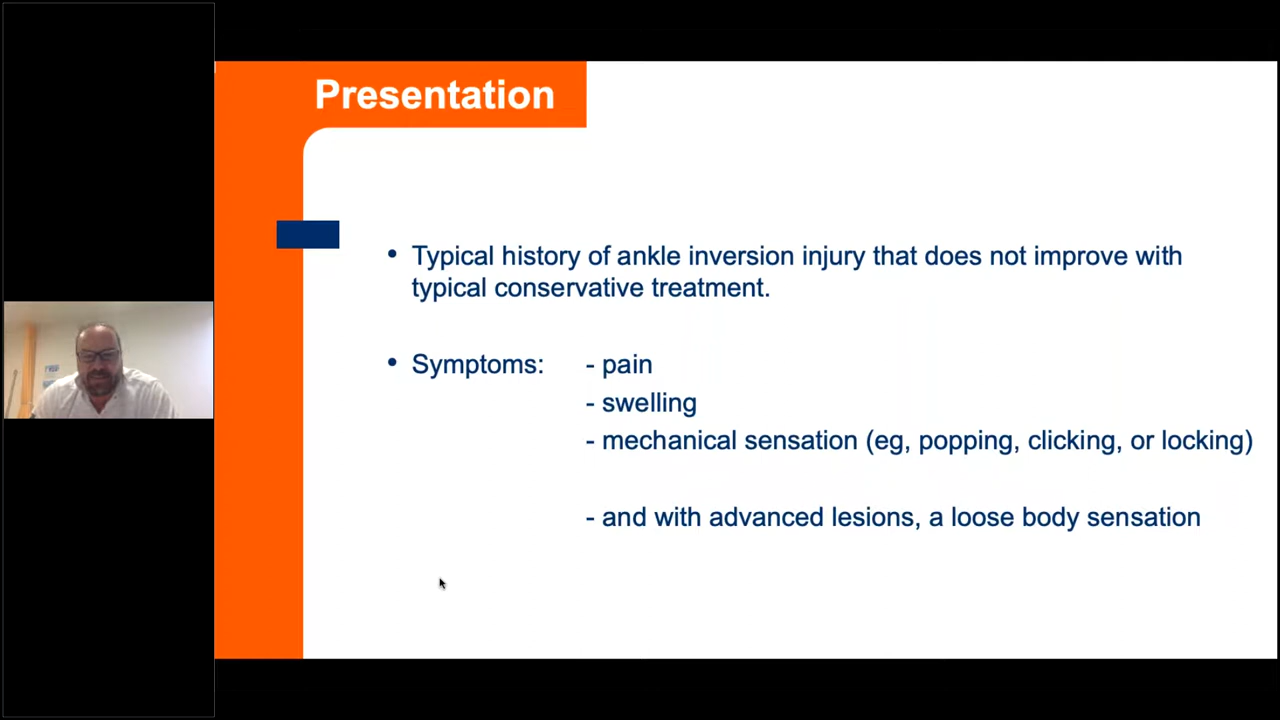 Presentation
• Typical history of ankle inversion injury that does not improve with
typical conservative treatment.
• Symptoms: - pain
- swelling
- mechanical sensation (eg, popping, clicking, or locking)
- and with advanced lesions, a loose body sensation